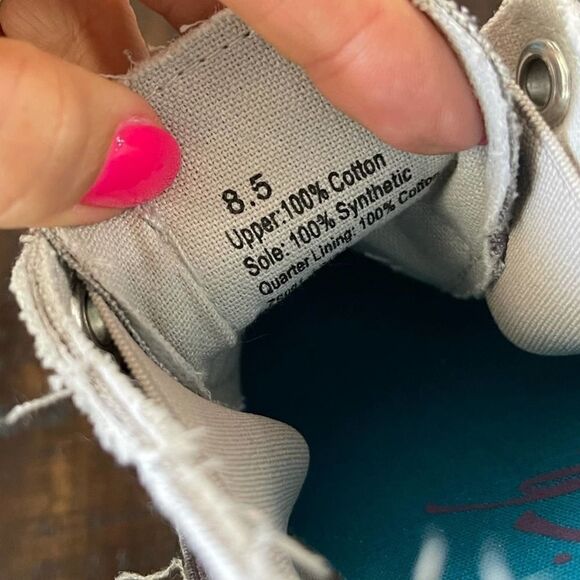 8.5
Upper:100% Cotton
Sole: 100% Synthetic
Quarter Lining: 100% Cotton